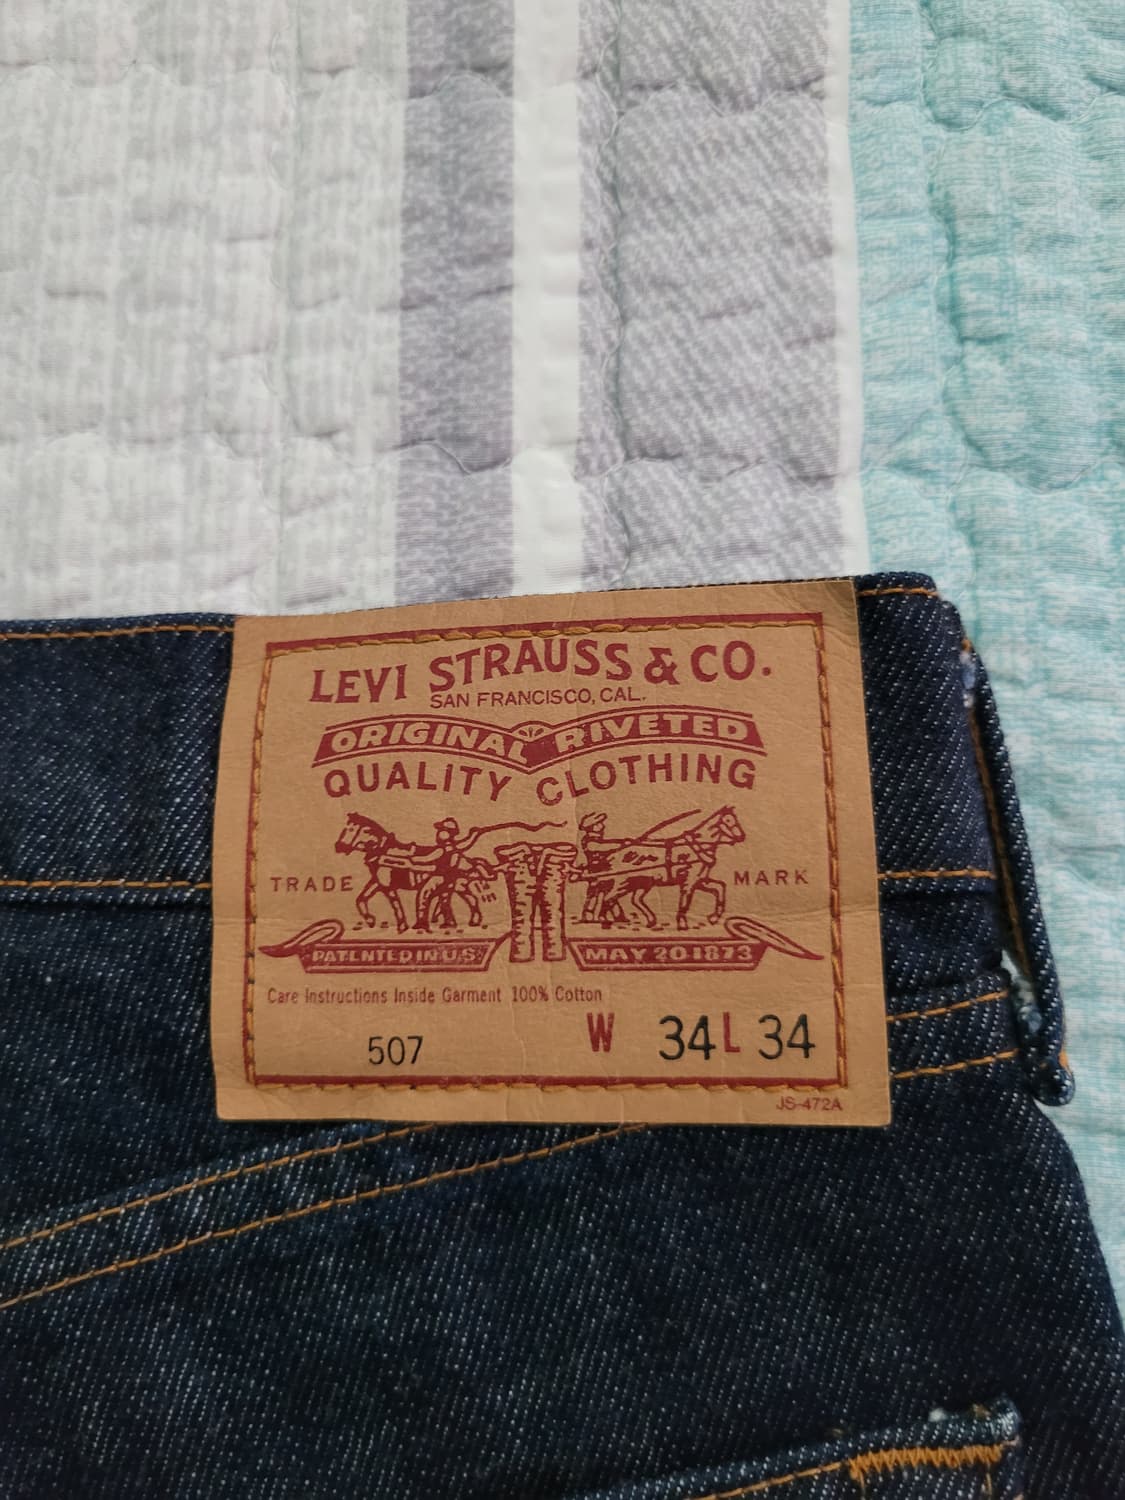 LEVI STRAUSS & CO.
SAN FRANCISCO, CAL.
ORIGINAL RIVETED
QUALITY CLOTHING
TRADE MARK
PATENTED IN U.S. MAY 20 1873
Care Instructions Inside Garment 100% Cotton
507 W 34 L 34
JS-472A